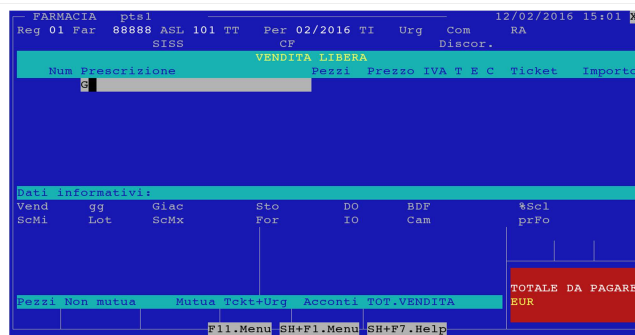 FARMACIA pts1 12/02/2016 15:01
Reg 01 Far 88888 ASL 101 TT Per 02/2016 TI Urg Com RA
SISS CF Discor.
VENDITA LIBERA
Num Prescrizione Pezzi Prezzo IVA T E C Ticket Importo
G
Dati informativi:
Vend gg Giac Sto DO BDF %Scl
ScMi Lot ScMx For IO Cam prFo
TOTALE DA PAGARE
Pezzi Non mutua Mutua Tckt+Urg Acconti TOT.VENDITA EUR
F11.Menu SH+F1.Menu SH+F7.Help